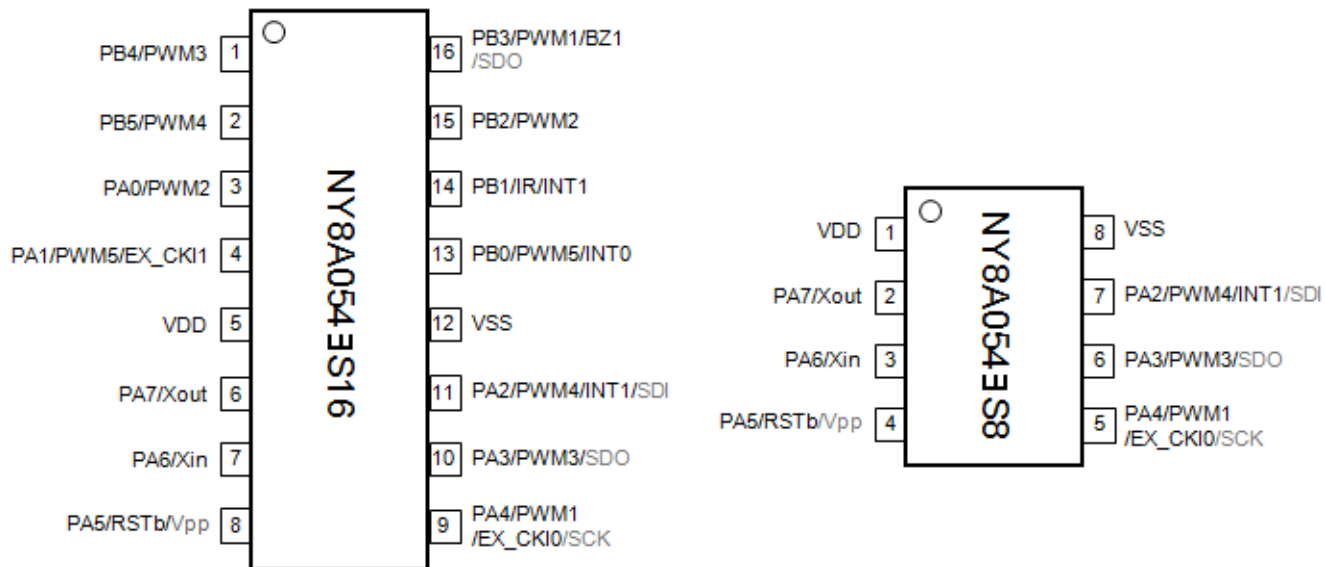 PB4/PWM3 1
PB5/PWM4 2
PA0/PWM2 3
PA1/PWM5/EX_CKI1 4
VDD 5
PA7/Xout 6
PA6/Xin 7
PA5/RSTb/Vpp 8
NY8A054ƎS16
16 PB3/PWM1/BZ1
/SDO
15 PB2/PWM2
14 PB1/IR/INT1
13 PB0/PWM5/INT0
12 VSS
11 PA2/PWM4/INT1/SDI
10 PA3/PWM3/SDO
9 PA4/PWM1
/EX_CKI0/SCK
VDD 1
PA7/Xout 2
PA6/Xin 3
PA5/RSTb/Vpp 4
NY8A054ƎS8
8 VSS
7 PA2/PWM4/INT1/SDI
6 PA3/PWM3/SDO
5 PA4/PWM1
/EX_CKI0/SCK